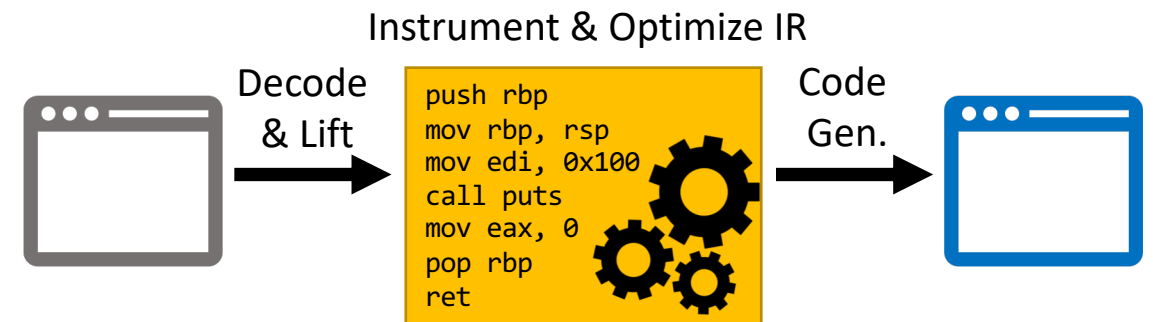 Instrument & Optimize IR
Decode
& Lift
push rbp
mov rbp, rsp
mov edi, 0x100
call puts
mov eax, 0
pop rbp
ret
Code
Gen.